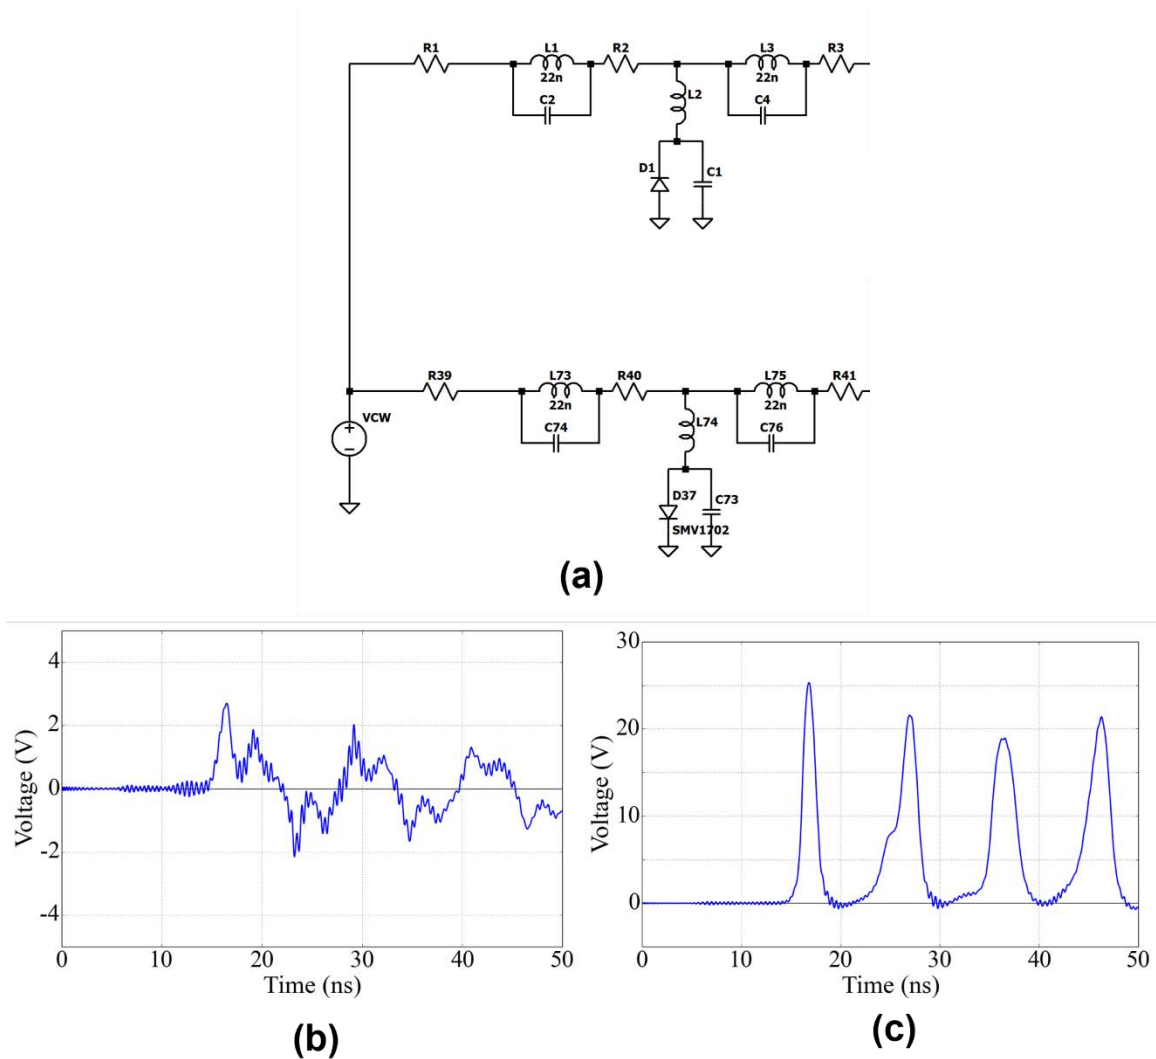 R1 L1 R2 L3 R3
22n 22n
C2 L2 C4
D1 C1
L73 L75
R39 R40 R41
22n 22n
VCW
C74 L74 C76
+
−
D37 C73
SMV1702
(a)
Voltage (V)
4
2
0
-2
-4
0 10 20 30 40 50
Time (ns)
(b)
Voltage (V)
30
20
10
0
0 10 20 30 40 50
Time (ns)
(c)